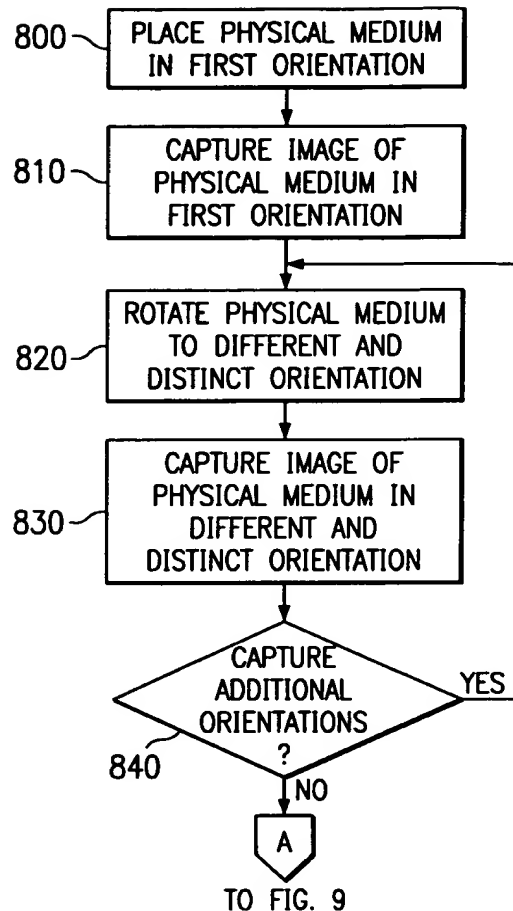 800
PLACE PHYSICAL MEDIUM
IN FIRST ORIENTATION
810
CAPTURE IMAGE OF
PHYSICAL MEDIUM IN
FIRST ORIENTATION
820
ROTATE PHYSICAL MEDIUM
TO DIFFERENT AND
DISTINCT ORIENTATION
830
CAPTURE IMAGE OF
PHYSICAL MEDIUM IN
DIFFERENT AND
DISTINCT ORIENTATION
840
CAPTURE
ADDITIONAL
ORIENTATIONS
?
YES
NO
A
TO FIG. 9